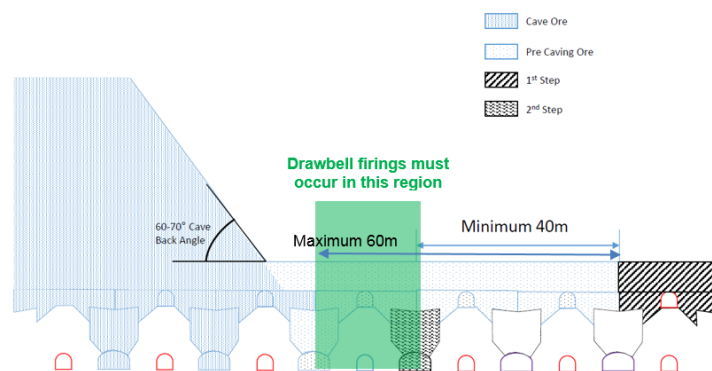 Cave Ore
Pre Caving Ore
1st Step
2nd Step
Drawbell firings must
occur in this region
60-70° Cave
Back Angle
Maximum 60m
Minimum 40m